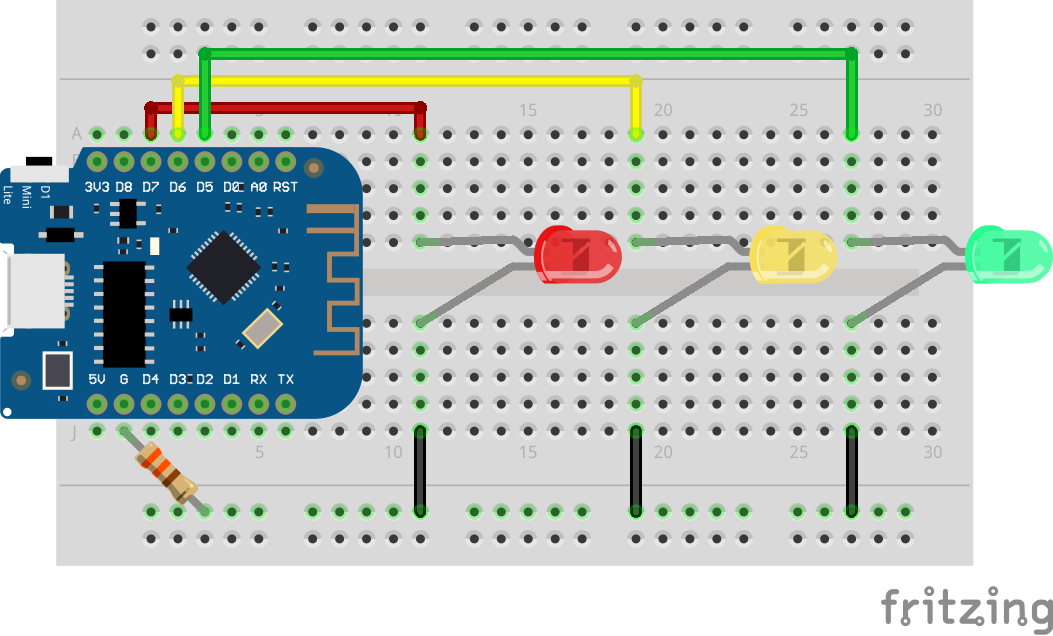 15 20 25 30
A
3V3 D8 D7 D6 D5 D0 A0 RST
D1
Mini
Lite
5V G D4 D3 D2 D1 RX TX
J
5 10 15 20 25 30
fritzing